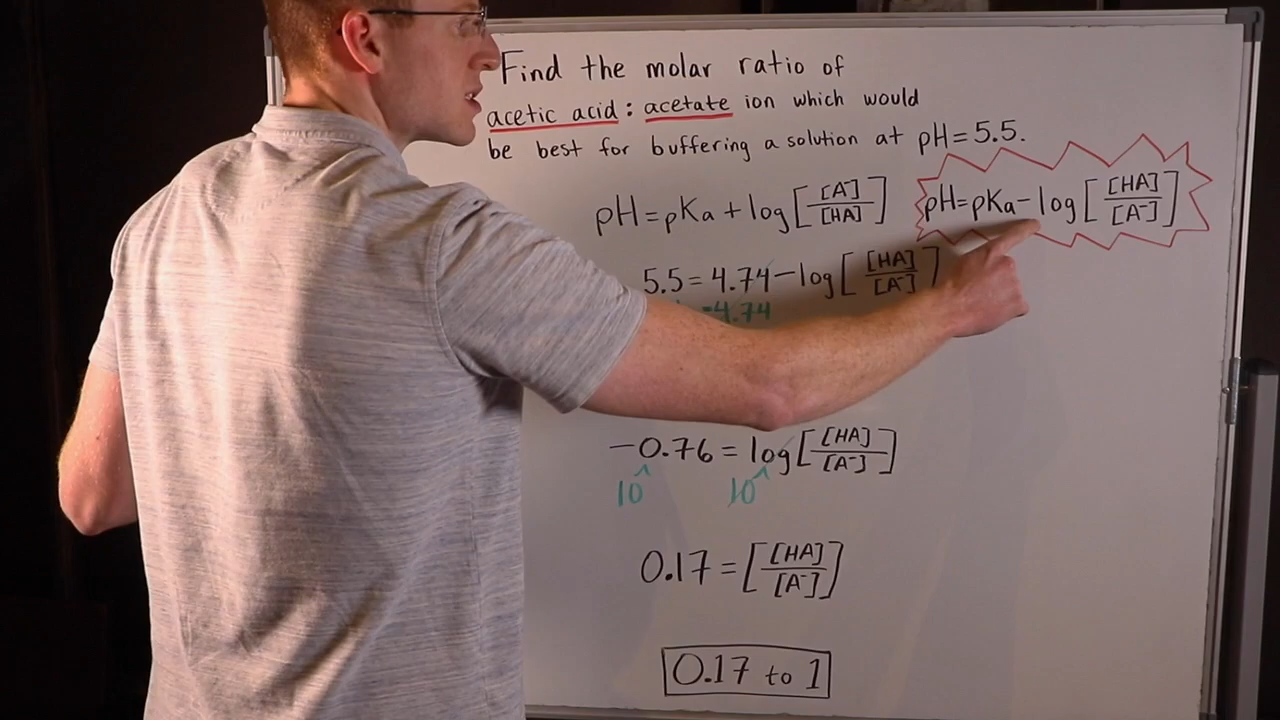 Find the molar ratio of
acetic acid : acetate ion which would
be best for buffering a solution at pH = 5.5.
pH = pKa + log[[A⁻]/[HA]] pH = pKa − log[[HA]/[A⁻]]
5.5 = 4.74 − log[[HA]/[A⁻]]
-4.74
−0.76 = log[[HA]/[A⁻]]
10^ 10^
0.17 = [[HA]/[A⁻]]
0.17 to 1